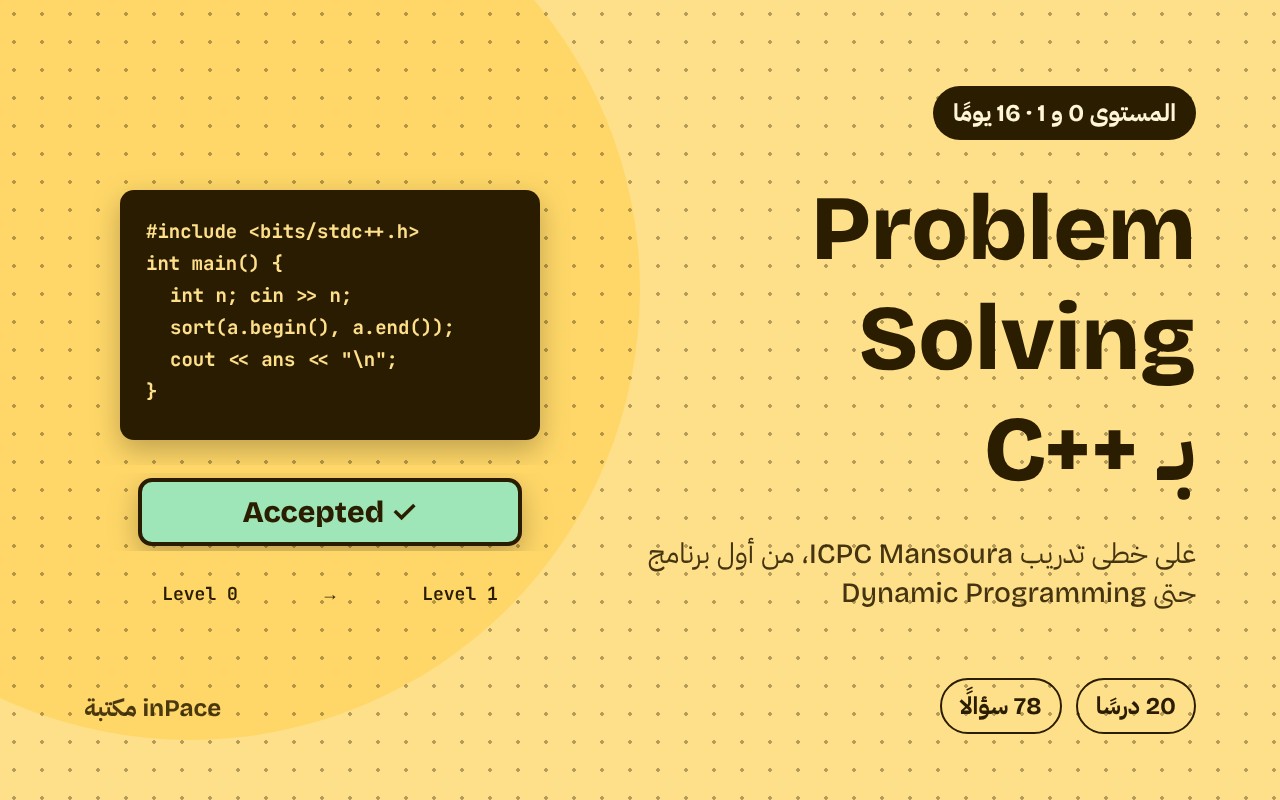 المستوى 0 و 1 · 16 يومًا
Problem
Solving
بـ C++
على خطى تدريب ICPC Mansoura، من أول برنامج
حتى Dynamic Programming
20 درسًا
78 سؤالًا
#include <bits/stdc++.h>
int main() {
int n; cin >> n;
sort(a.begin(), a.end());
cout << ans << "\n";
}
Accepted ✓
Level 0 → Level 1
مكتبة inPace